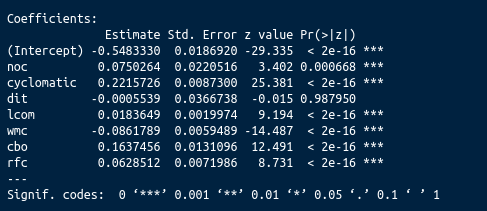 Coefficients:
              Estimate Std. Error z value Pr(>|z|)
(Intercept) -0.5483330  0.0186920 -29.335  < 2e-16 ***
noc          0.0750264  0.0220516   3.402 0.000668 ***
cyclomatic   0.2215726  0.0087300  25.381  < 2e-16 ***
dit         -0.0005539  0.0366738  -0.015 0.987950
lcom         0.0183649  0.0019974   9.194  < 2e-16 ***
wmc         -0.0861789  0.0059489 -14.487  < 2e-16 ***
cbo          0.1637456  0.0131096  12.491  < 2e-16 ***
rfc          0.0628512  0.0071986   8.731  < 2e-16 ***
---
Signif. codes:  0 ‘***’ 0.001 ‘**’ 0.01 ‘*’ 0.05 ‘.’ 0.1 ‘ ’ 1